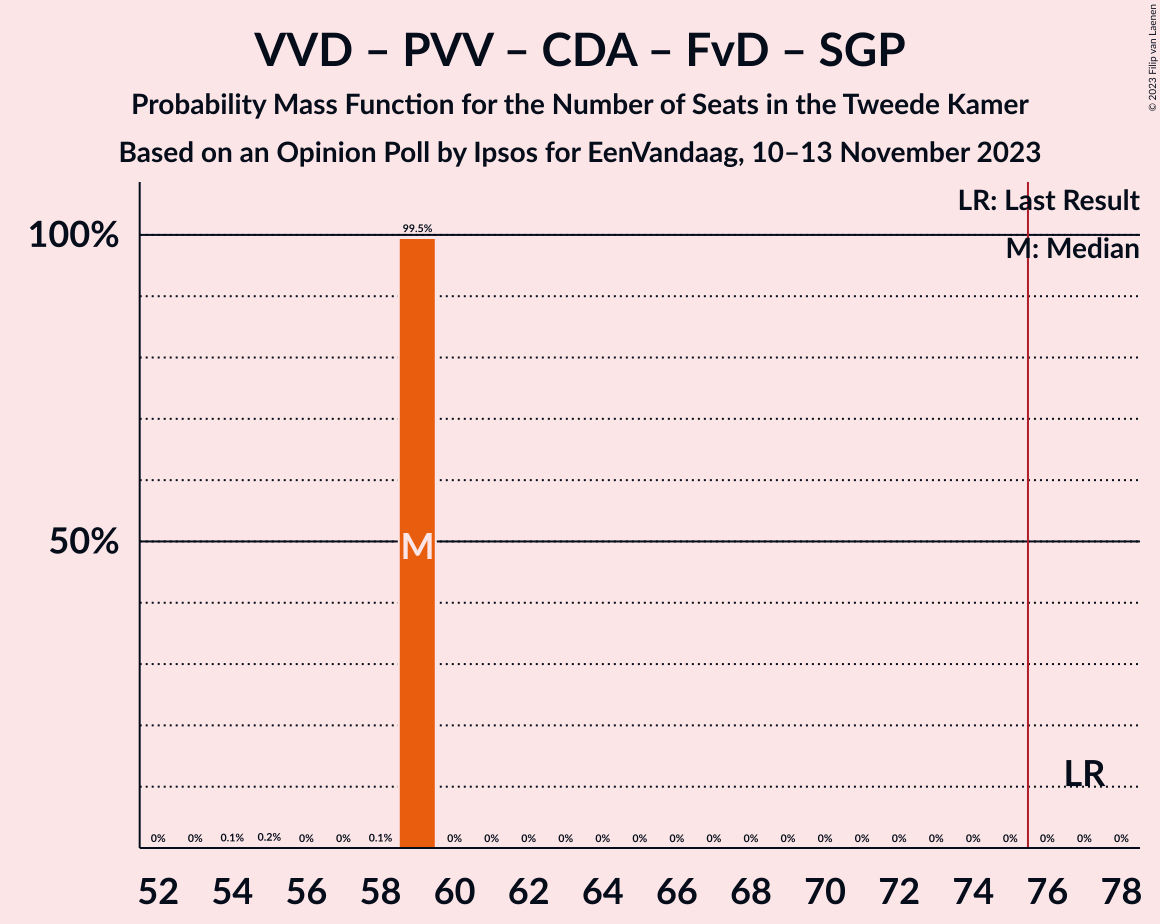 VVD – PVV – CDA – FvD – SGP
Probability Mass Function for the Number of Seats in the Tweede Kamer
Based on an Opinion Poll by Ipsos for EenVandaag, 10–13 November 2023
© 2023 Filip van Laenen
LR: Last Result
M: Median
100%
50%
99.5%
M
LR
0% 0% 0.1% 0.2% 0% 0% 0.1% 0% 0% 0% 0% 0% 0% 0% 0% 0% 0% 0% 0% 0% 0% 0% 0% 0% 0% 0%
52 54 56 58 60 62 64 66 68 70 72 74 76 78